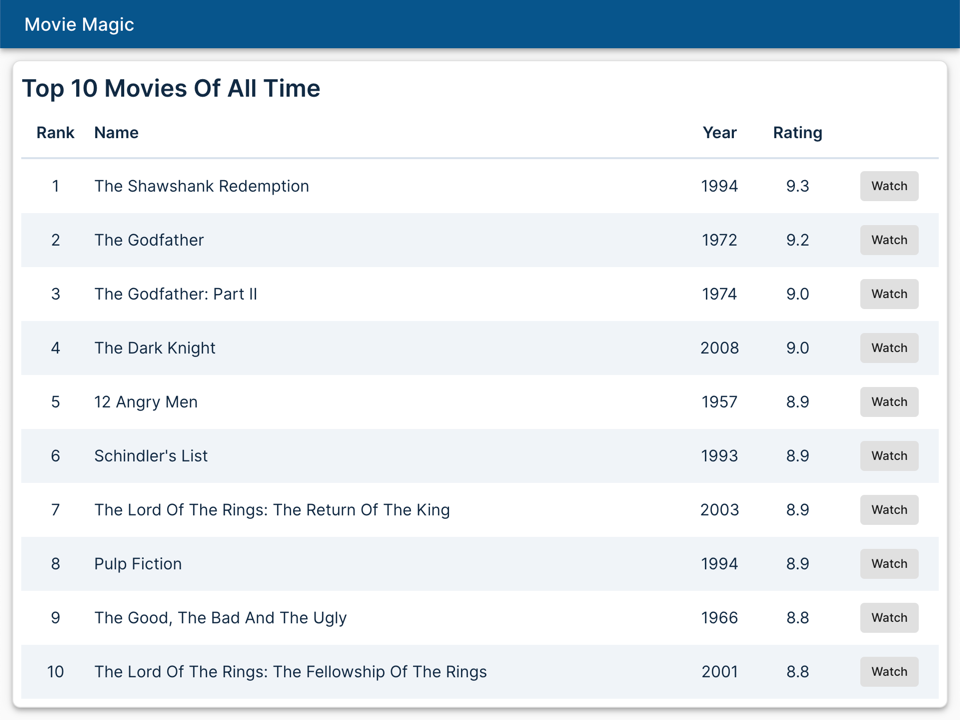 Movie Magic
Top 10 Movies Of All Time
Rank Name Year Rating
1 The Shawshank Redemption 1994 9.3 Watch
2 The Godfather 1972 9.2 Watch
3 The Godfather: Part II 1974 9.0 Watch
4 The Dark Knight 2008 9.0 Watch
5 12 Angry Men 1957 8.9 Watch
6 Schindler's List 1993 8.9 Watch
7 The Lord Of The Rings: The Return Of The King 2003 8.9 Watch
8 Pulp Fiction 1994 8.9 Watch
9 The Good, The Bad And The Ugly 1966 8.8 Watch
10 The Lord Of The Rings: The Fellowship Of The Rings 2001 8.8 Watch